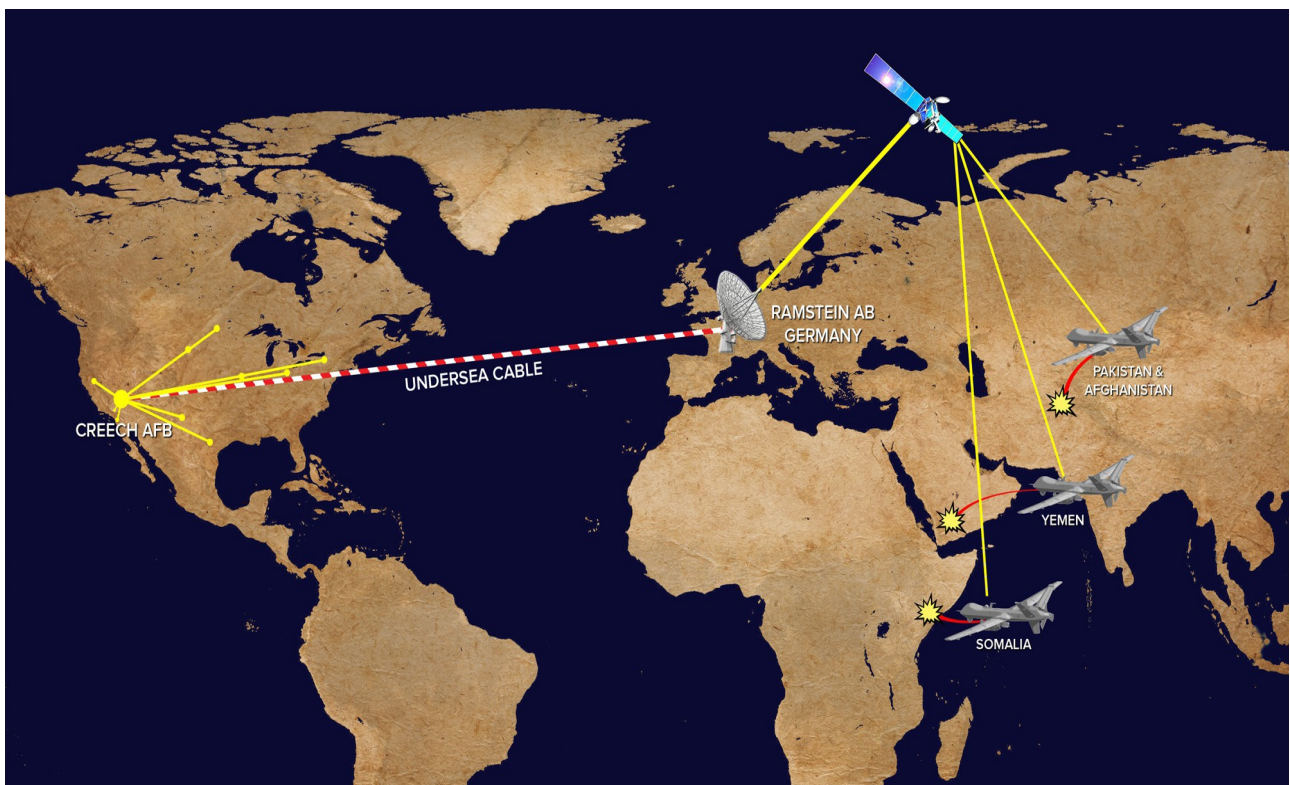 RAMSTEIN AB
GERMANY
UNDERSEA CABLE
CREECH AFB
PAKISTAN &
AFGHANISTAN
YEMEN
SOMALIA